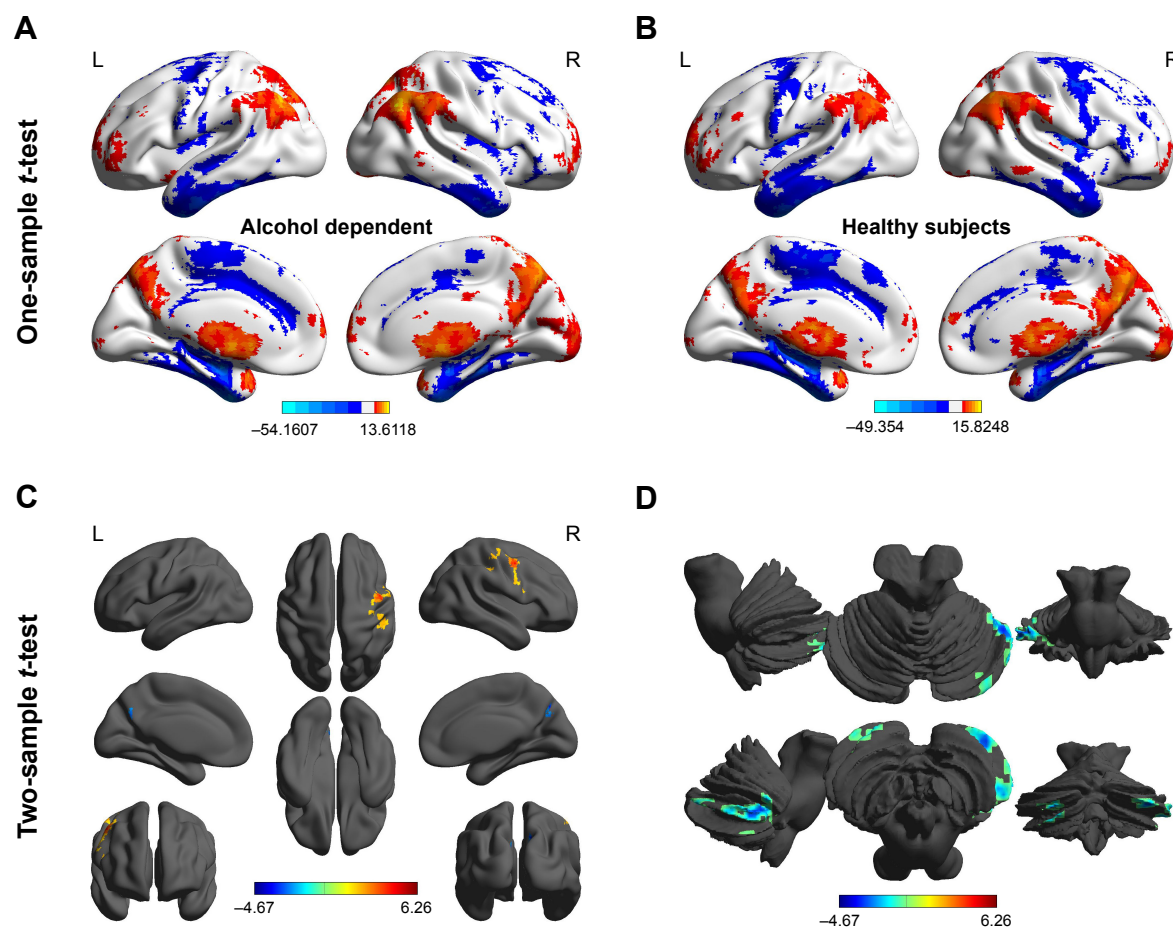 A
B
L
R
L
R
One-sample t-test
Alcohol dependent
Healthy subjects
–54.1607
13.6118
–49.354
15.8248
C
D
L
R
Two-sample t-test
–4.67
6.26
–4.67
6.26